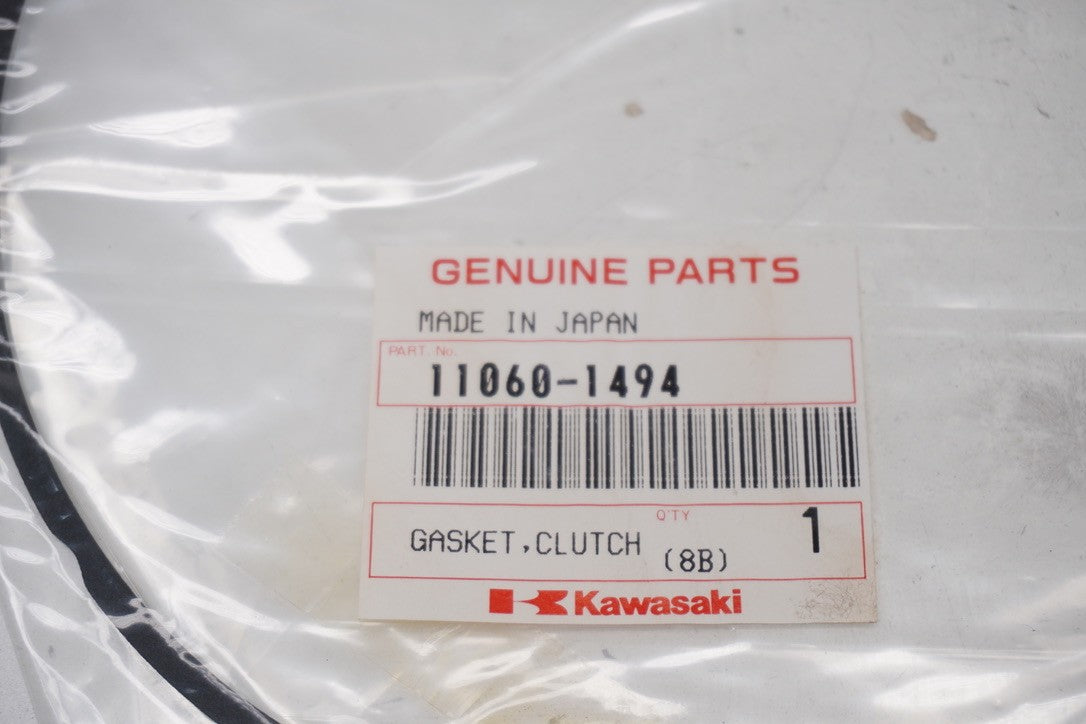 GENUINE PARTS
MADE IN JAPAN
PART. No.
11060-1494
Q'TY
GASKET,CLUTCH (8B) 1
Kawasaki